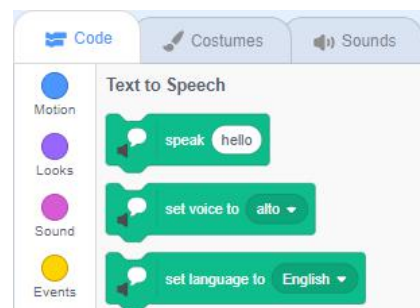 Code Costumes Sounds
Motion
Looks
Sound
Events
Text to Speech
speak hello
set voice to alto
set language to English